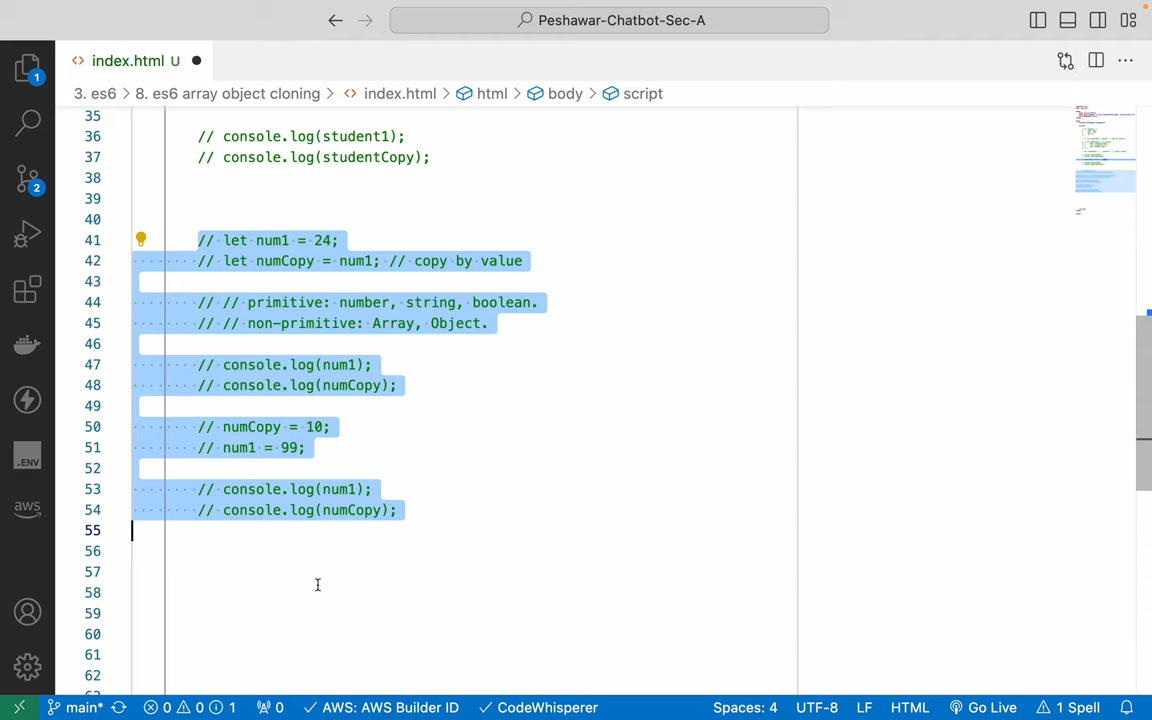 Peshawar-Chatbot-Sec-A
index.html U
3. es6 > 8. es6 array object cloning > index.html > html > body > script
35
36 // console.log(student1);
37 // console.log(studentCopy);
38
39
40
41 // let num1 = 24;
42 // let numCopy = num1; // copy by value
43
44 // // primitive: number, string, boolean.
45 // // non-primitive: Array, Object.
46
47 // console.log(num1);
48 // console.log(numCopy);
49
50 // numCopy = 10;
51 // num1 = 99;
52
53 // console.log(num1);
54 // console.log(numCopy);
55
56
57
58
59
60
61
62
1
2
.ENV
aws
main* 0 0 1 0 AWS: AWS Builder ID CodeWhisperer Spaces: 4 UTF-8 LF HTML Go Live 1 Spell